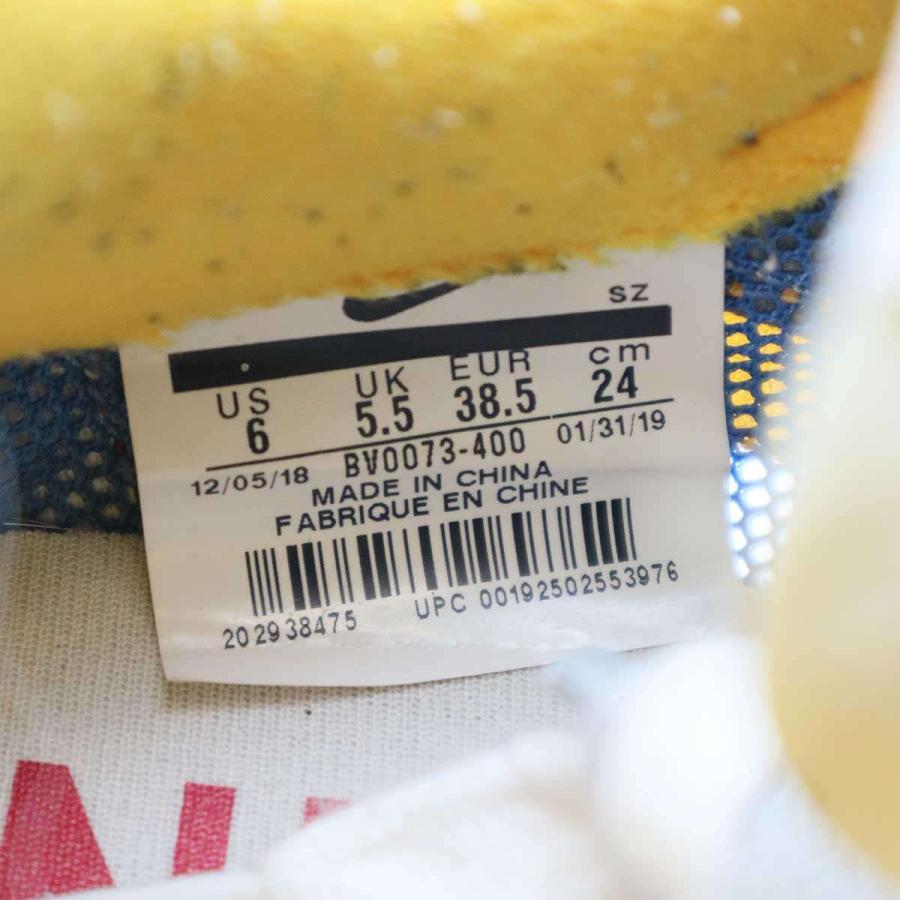 SZ
US UK EUR cm
6 5.5 38.5 24
12/05/18 BV0073-400 01/31/19
MADE IN CHINA
FABRIQUE EN CHINE
202938475 UPC 00192502553976